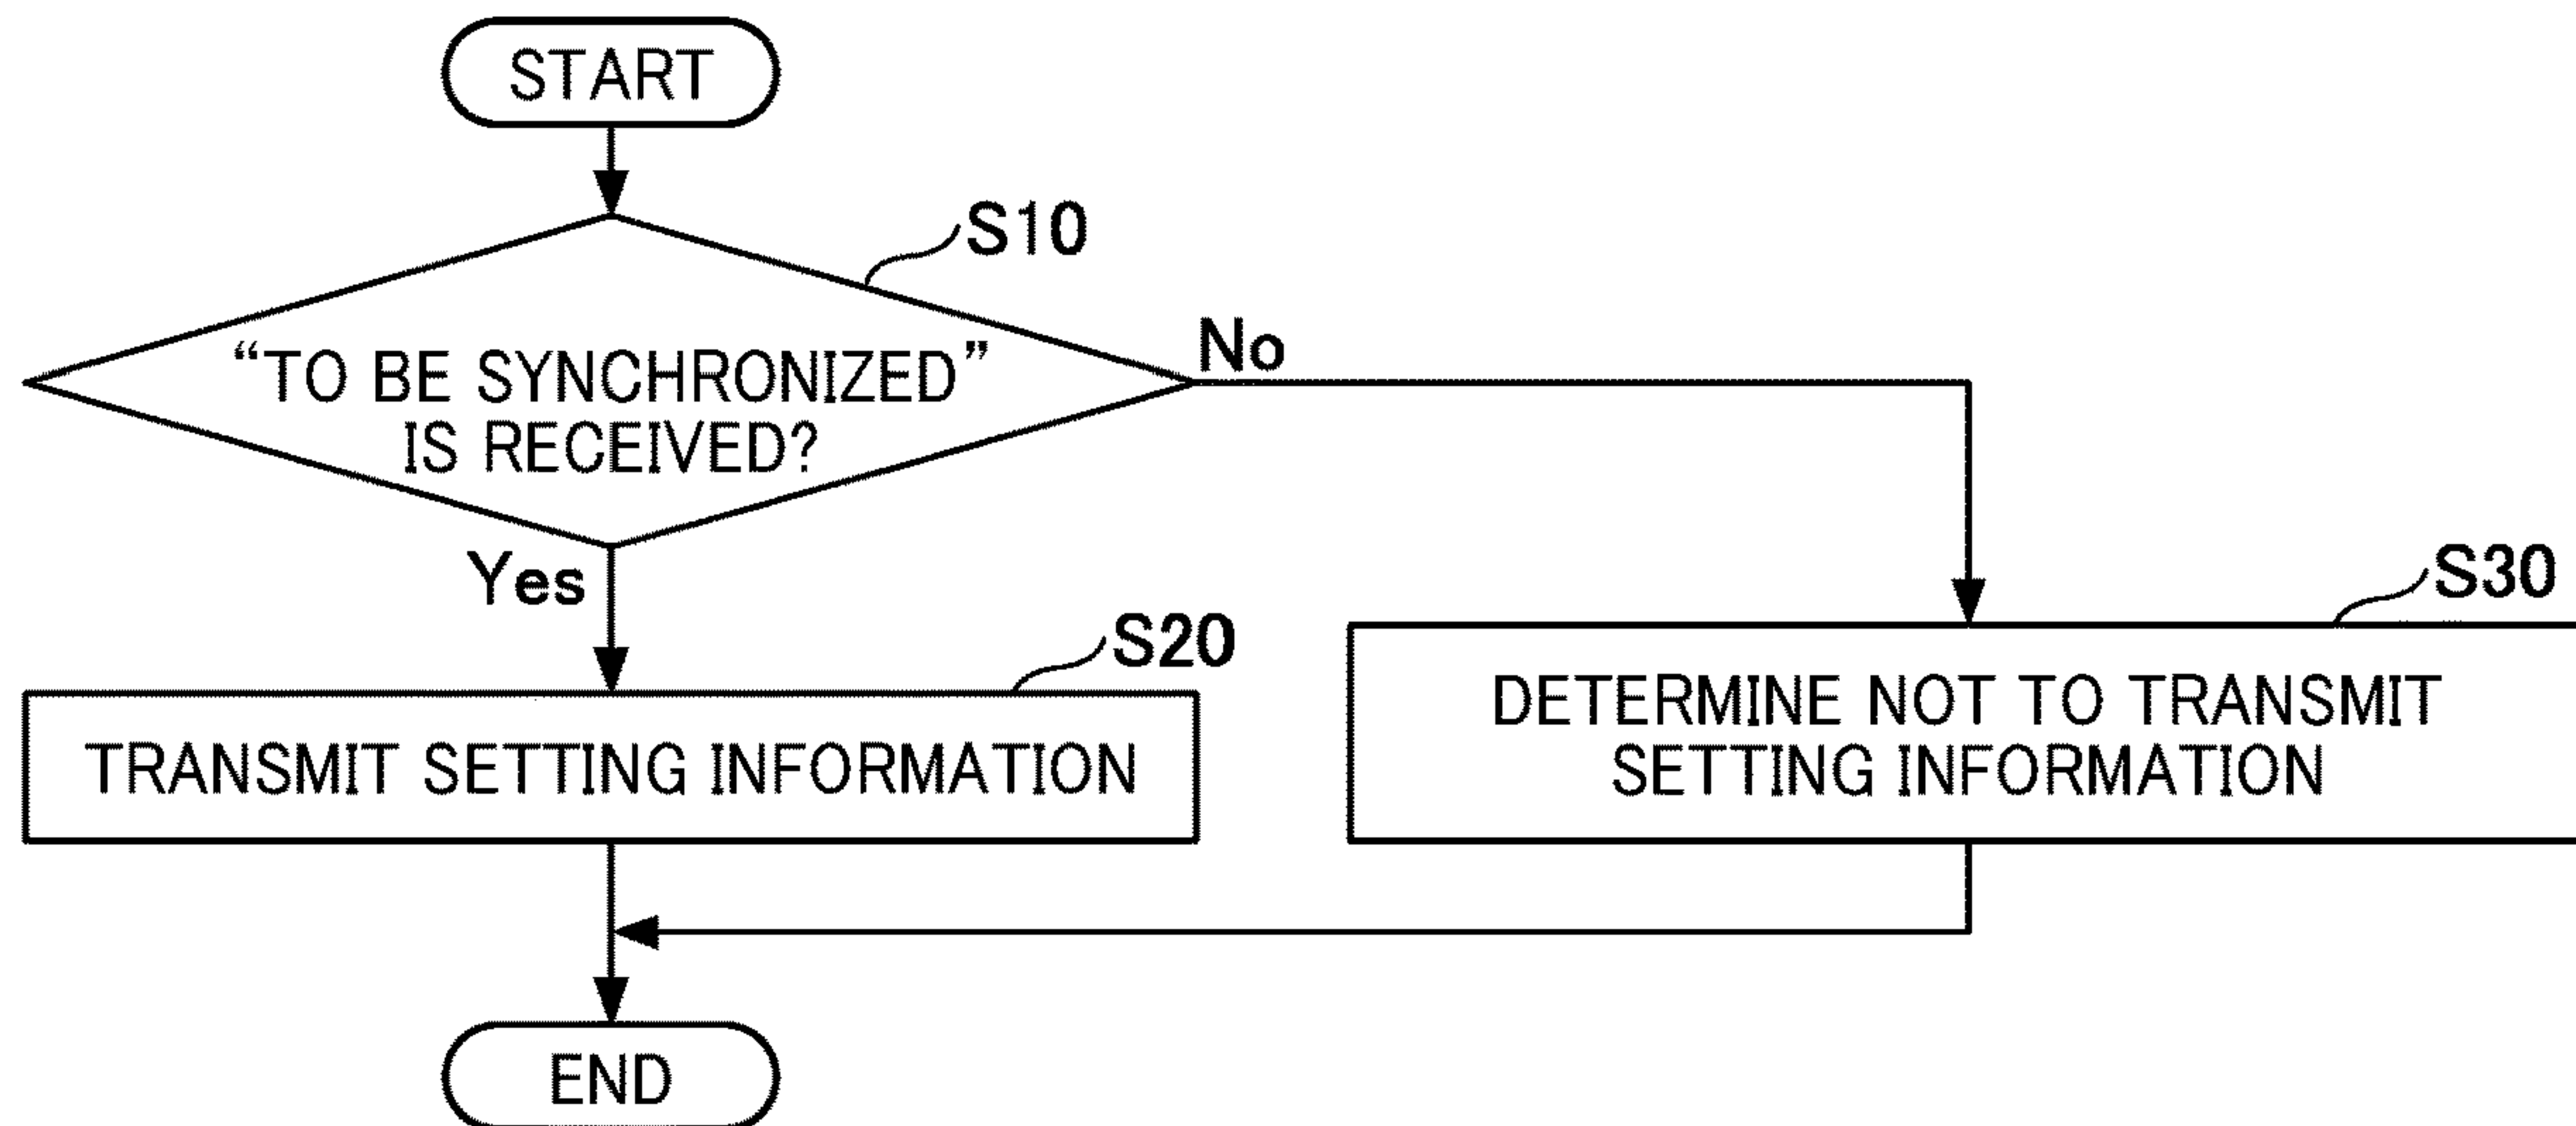 START
S10
“TO BE SYNCHRONIZED”
IS RECEIVED?
No
Yes
S20
TRANSMIT SETTING INFORMATION
S30
DETERMINE NOT TO TRANSMIT
SETTING INFORMATION
END